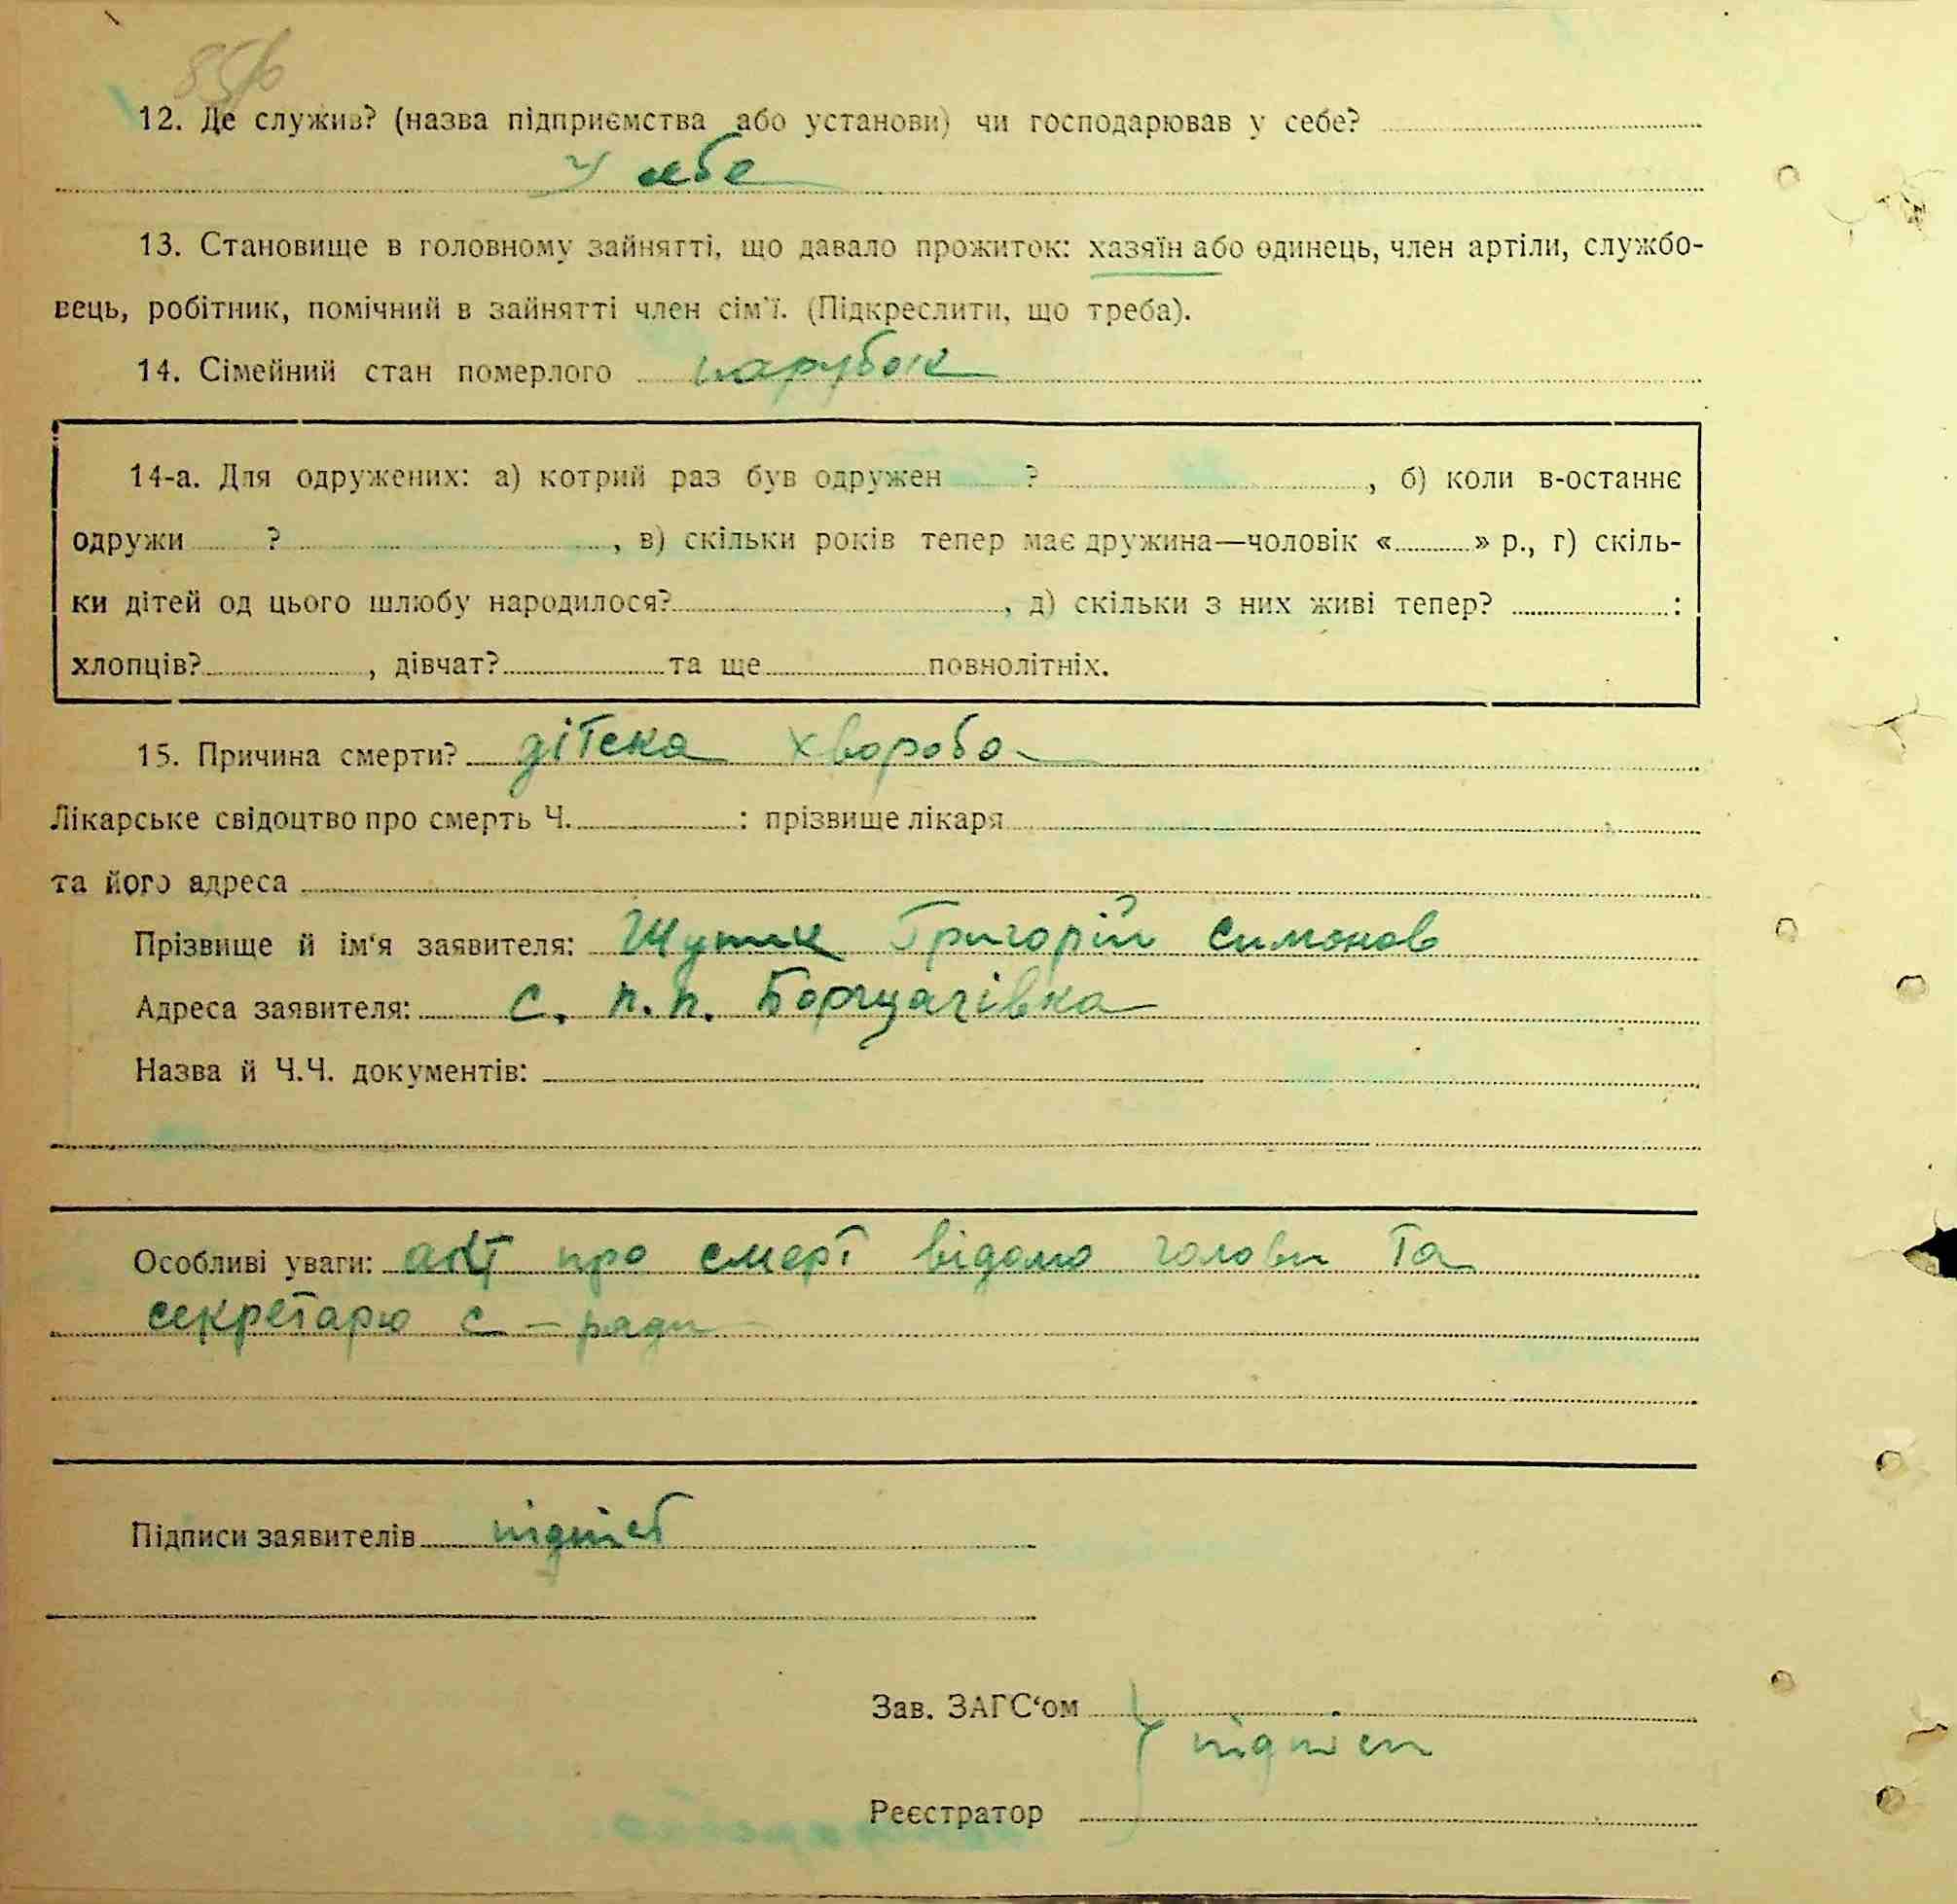 12. Де служив? (назва підприємства або установи) чи господарював у себе?
У себе
13. Становище в головному зайнятті, що давало прожиток: хазяїн або одинець, член артіли, службо-
вець, робітник, помічний в зайнятті член сім'ї. (Підкреслити, що треба).
14. Сімейний стан померлого парубок
14-а. Для одружених: а) котрий раз був одружен ? , б) коли в-останнє
одружи ? , в) скільки років тепер має дружина—чоловік « » р., г) скіль-
ки дітей од цього шлюбу народилося? , д) скільки з них живі тепер? :
хлопців? , дівчат? та ще повнолітніх.
15. Причина смерти? дітска хвороба
Лікарське свідоцтво про смерть Ч. : прізвище лікаря
та його адреса
Прізвище й ім'я заявителя: Григорій Симонов
Адреса заявителя: с. п.п. Борщагівка
Назва й Ч.Ч. документів:
Особливі уваги: акт про смерт відомо голови та
секретарю с – ради
Підписи заявителів підпис
Зав. ЗАГС'ом
підписи
Реєстратор